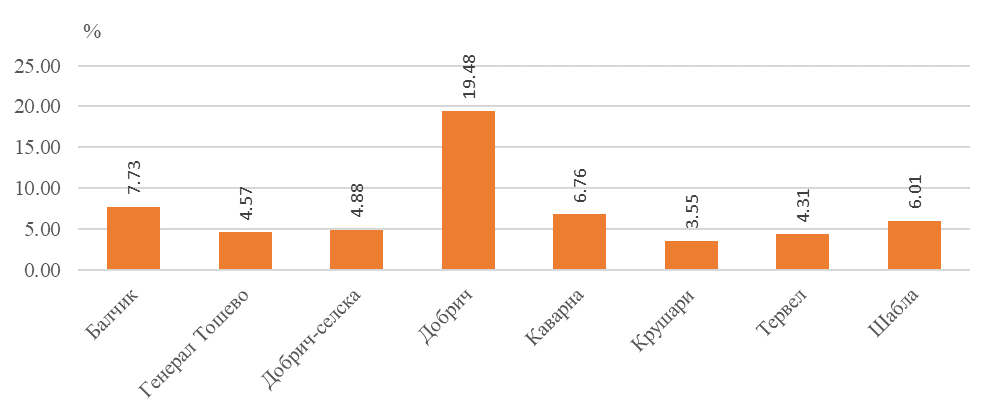 %
25.00
20.00
15.00
10.00
5.00
0.00
7.73
4.57
4.88
19.48
6.76
3.55
4.31
6.01
Балчик
Генерал Тошево
Добрич-селска
Добрич
Каварна
Крушари
Тервел
Шабла